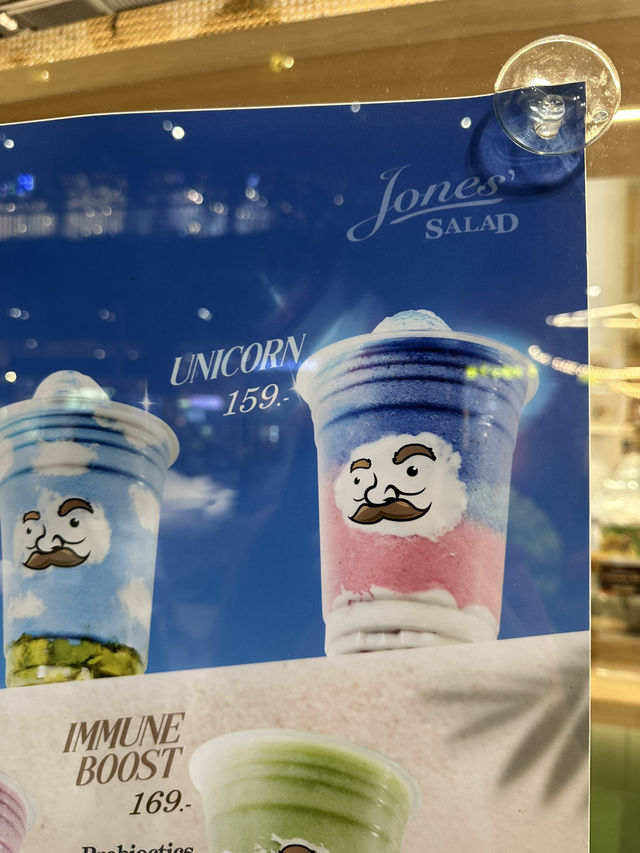 Jones'
SALAD
UNICORN
159.-
IMMUNE
BOOST
169.-